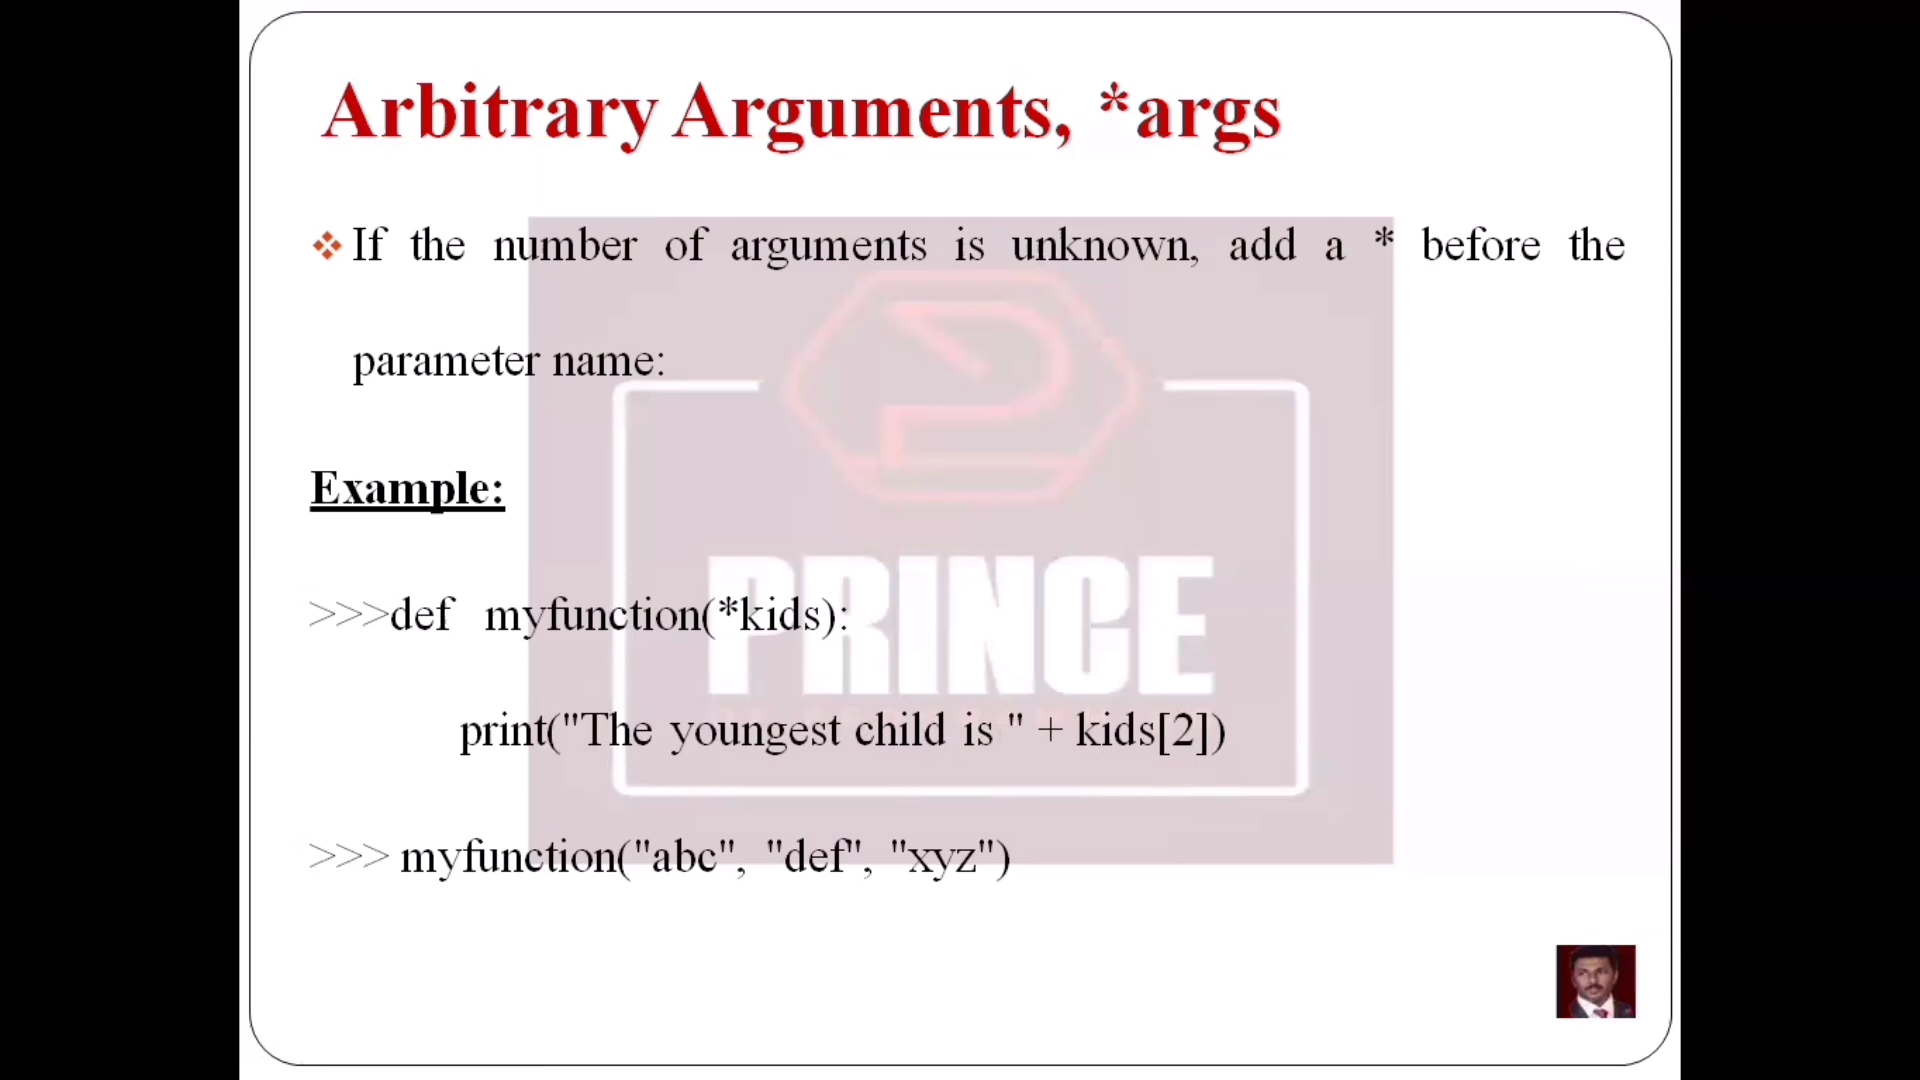 Arbitrary Arguments, *args
❖ If the number of arguments is unknown, add a * before the
parameter name:
Example:
>>>def myfunction(*kids):
PRINCE
print("The youngest child is " + kids[2])
>>> myfunction("abc", "def", "xyz")